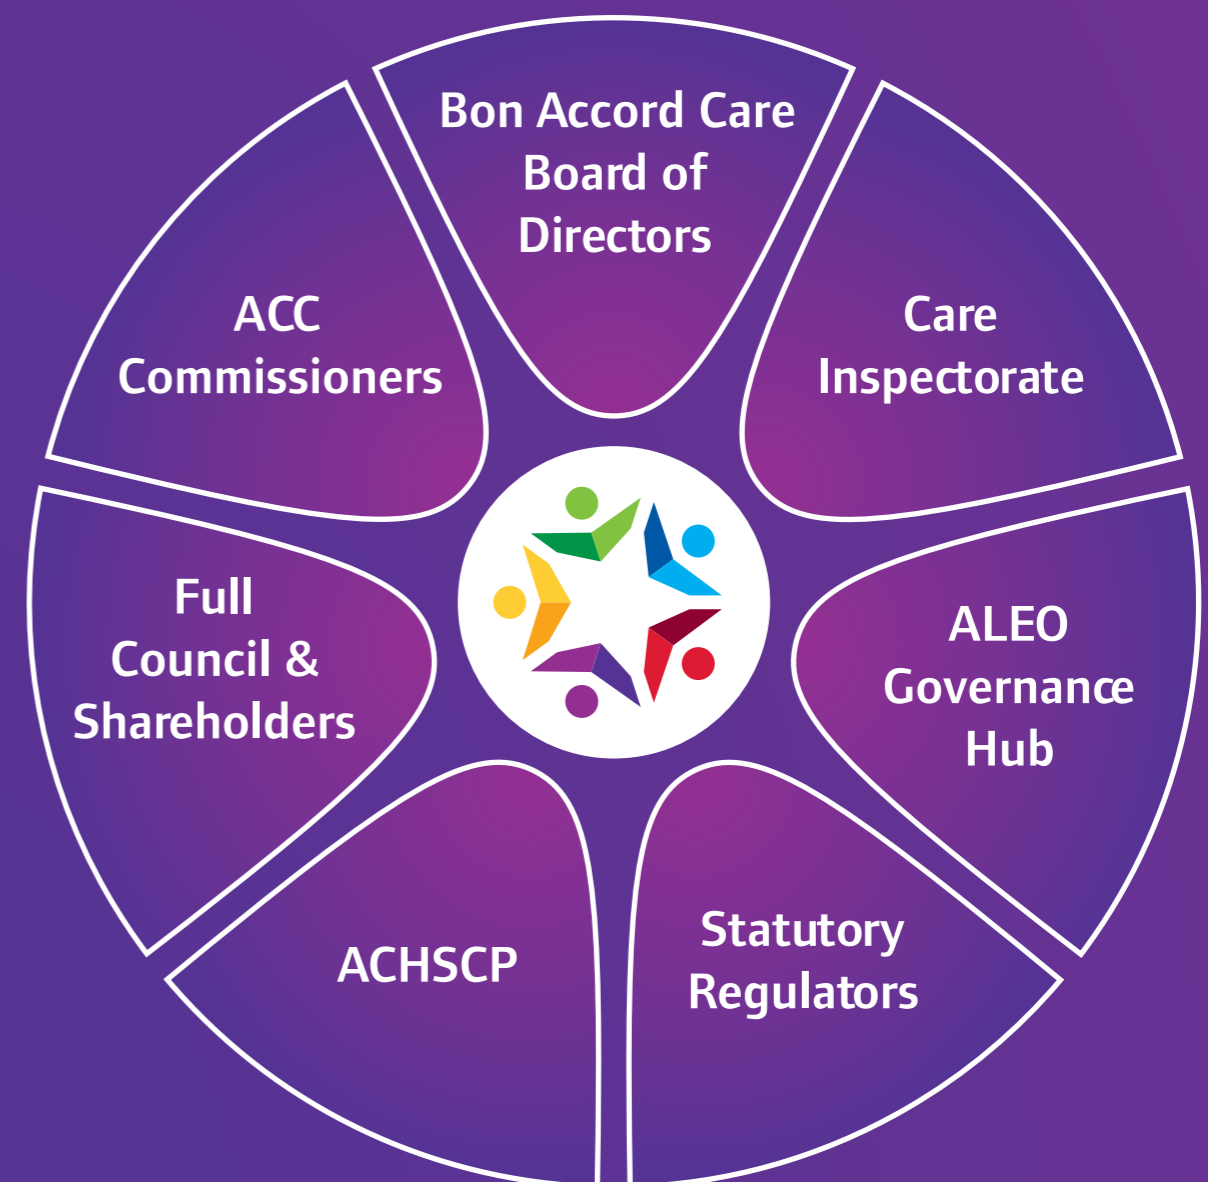 Bon Accord Care
Board of
Directors
Care
Inspectorate
ALEO
Governance
Hub
Statutory
Regulators
ACHSCP
Full
Council &
Shareholders
ACC
Commissioners